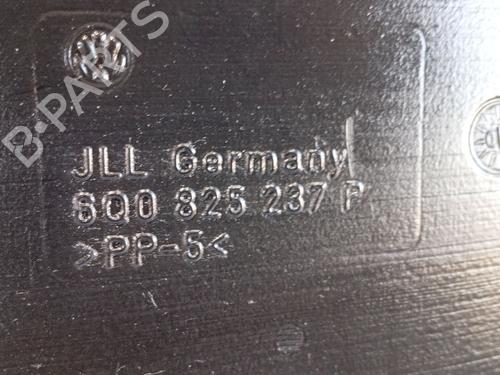 B-PARTS
JLL Germany
6Q0 825 237 P
>PP-5<